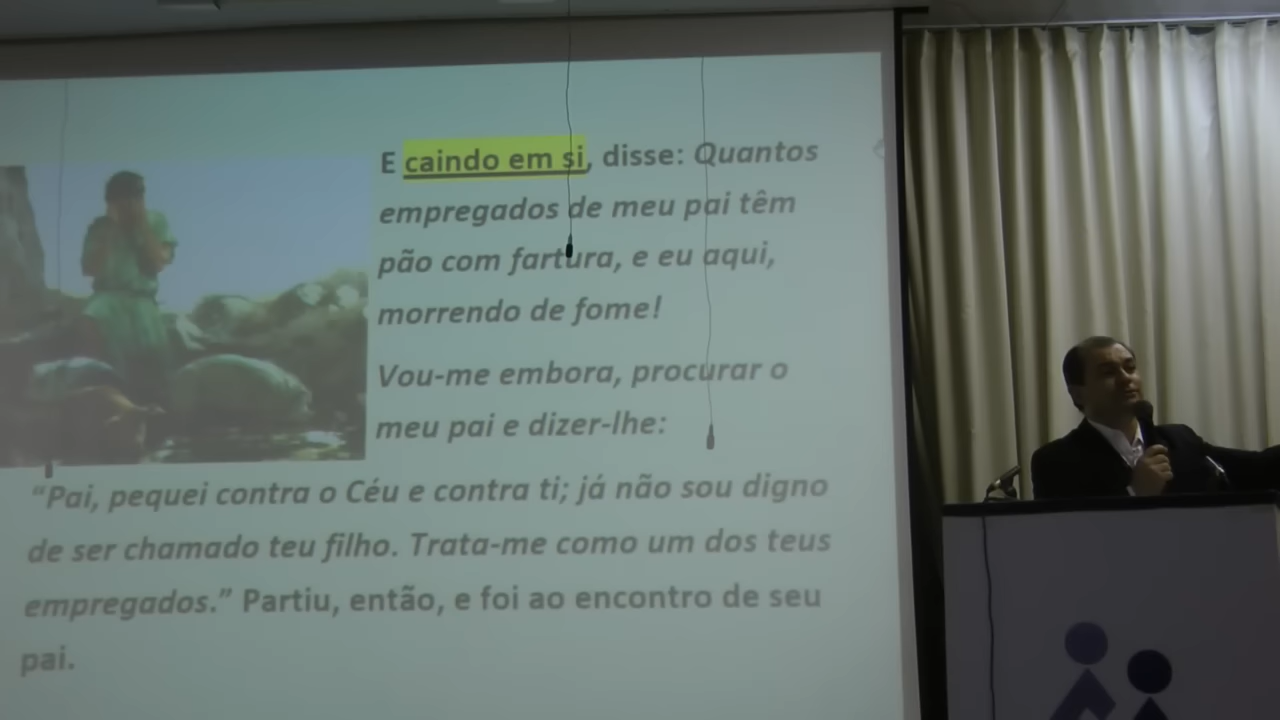 E caindo em si, disse: Quantos
empregados de meu pai têm
pão com fartura, e eu aqui,
morrendo de fome!
Vou-me embora, procurar o
meu pai e dizer-lhe:
“Pai, pequei contra o Céu e contra ti; já não sou digno
de ser chamado teu filho. Trata-me como um dos teus
empregados.” Partiu, então, e foi ao encontro de seu
pai.